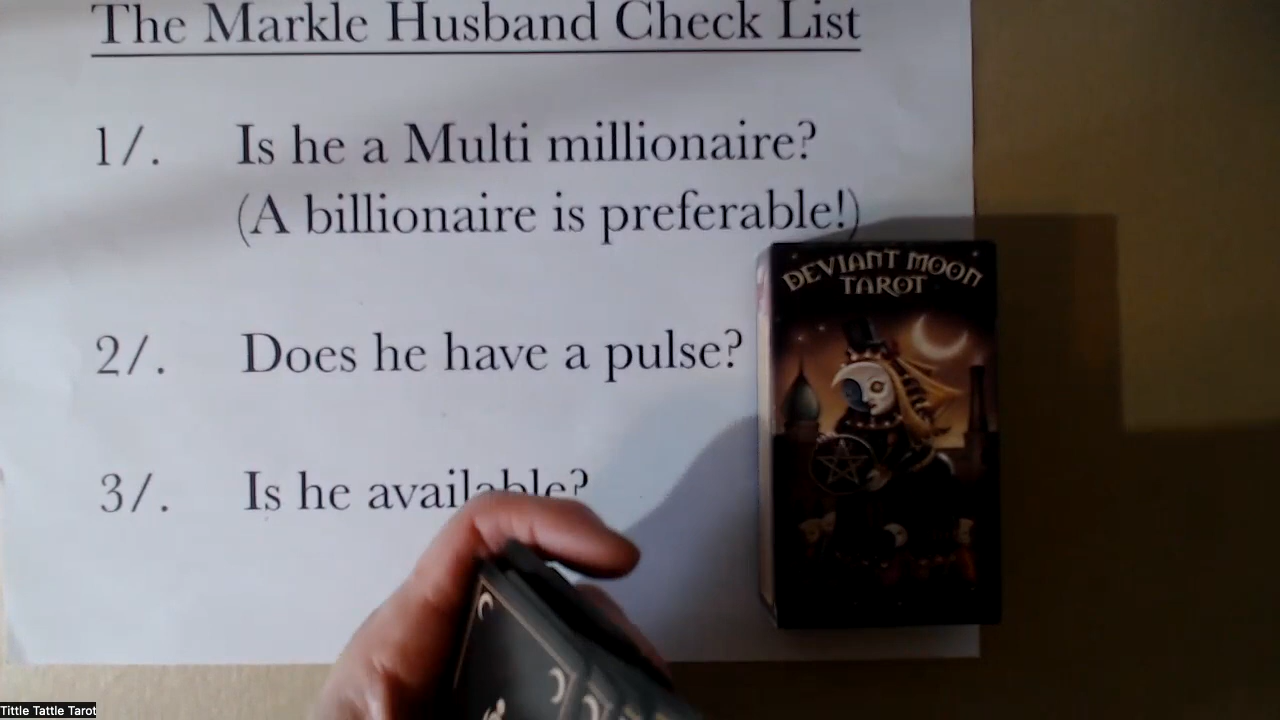 The Markle Husband Check List
1/. Is he a Multi millionaire?
(A billionaire is preferable!)
2/. Does he have a pulse?
3/. Is he available?
DEVIANT MOON
TAROT
Tittle Tattle Tarot